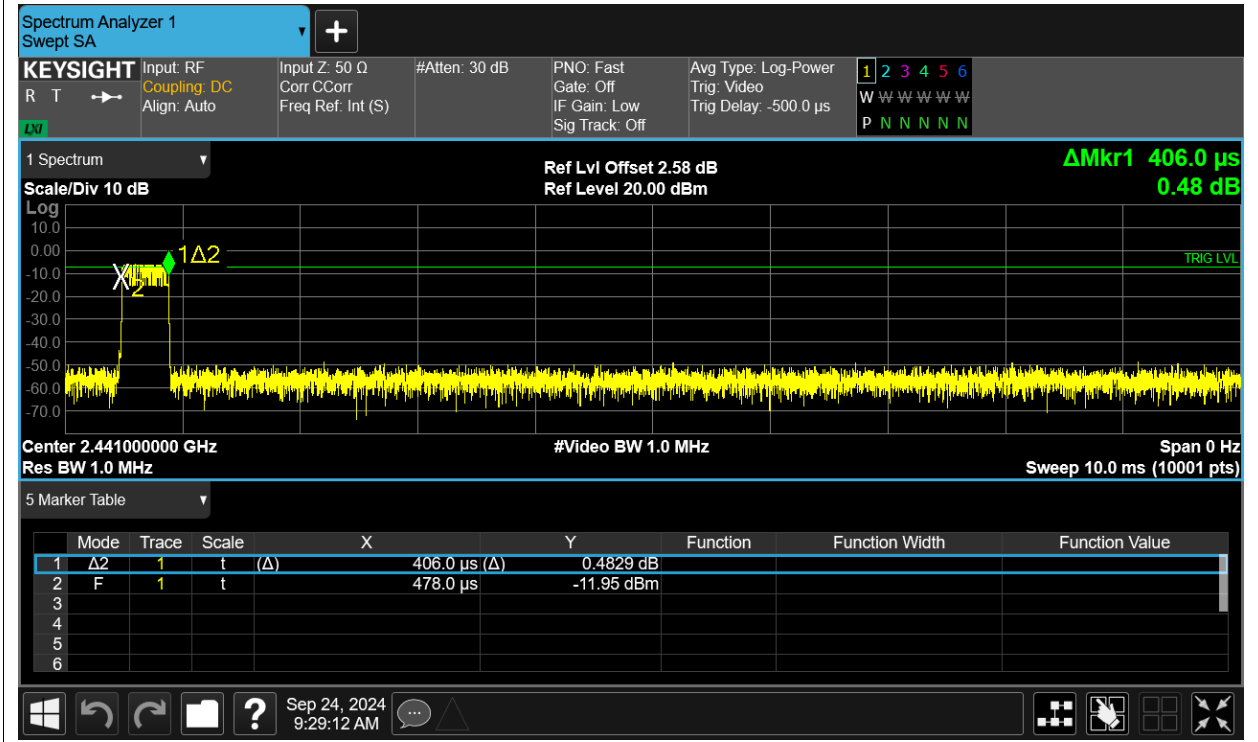 Spectrum Analyzer 1
Swept SA
KEYSIGHT
R T
LXI
Input: RF
Coupling: DC
Align: Auto
Input Z: 50 Ω
Corr CCorr
Freq Ref: Int (S)
#Atten: 30 dB
PNO: Fast
Gate: Off
IF Gain: Low
Sig Track: Off
Avg Type: Log-Power
Trig: Video
Trig Delay: -500.0 µs
1 2 3 4 5 6
W W W W W W
P N N N N N
1 Spectrum
Scale/Div 10 dB
Ref Lvl Offset 2.58 dB
Ref Level 20.00 dBm
ΔMkr1 406.0 µs
0.48 dB
Log
10.0
0.00
-10.0
-20.0
-30.0
-40.0
-50.0
-60.0
-70.0
1Δ2
X2
TRIG LVL
Center 2.441000000 GHz
#Video BW 1.0 MHz
Span 0 Hz
Res BW 1.0 MHz
Sweep 10.0 ms (10001 pts)
5 Marker Table
Mode Trace Scale X Y Function Function Width Function Value
1 Δ2 1 t (Δ) 406.0 µs (Δ) 0.4829 dB
2 F 1 t 478.0 µs -11.95 dBm
3
4
5
6
?
Sep 24, 2024
9:29:12 AM